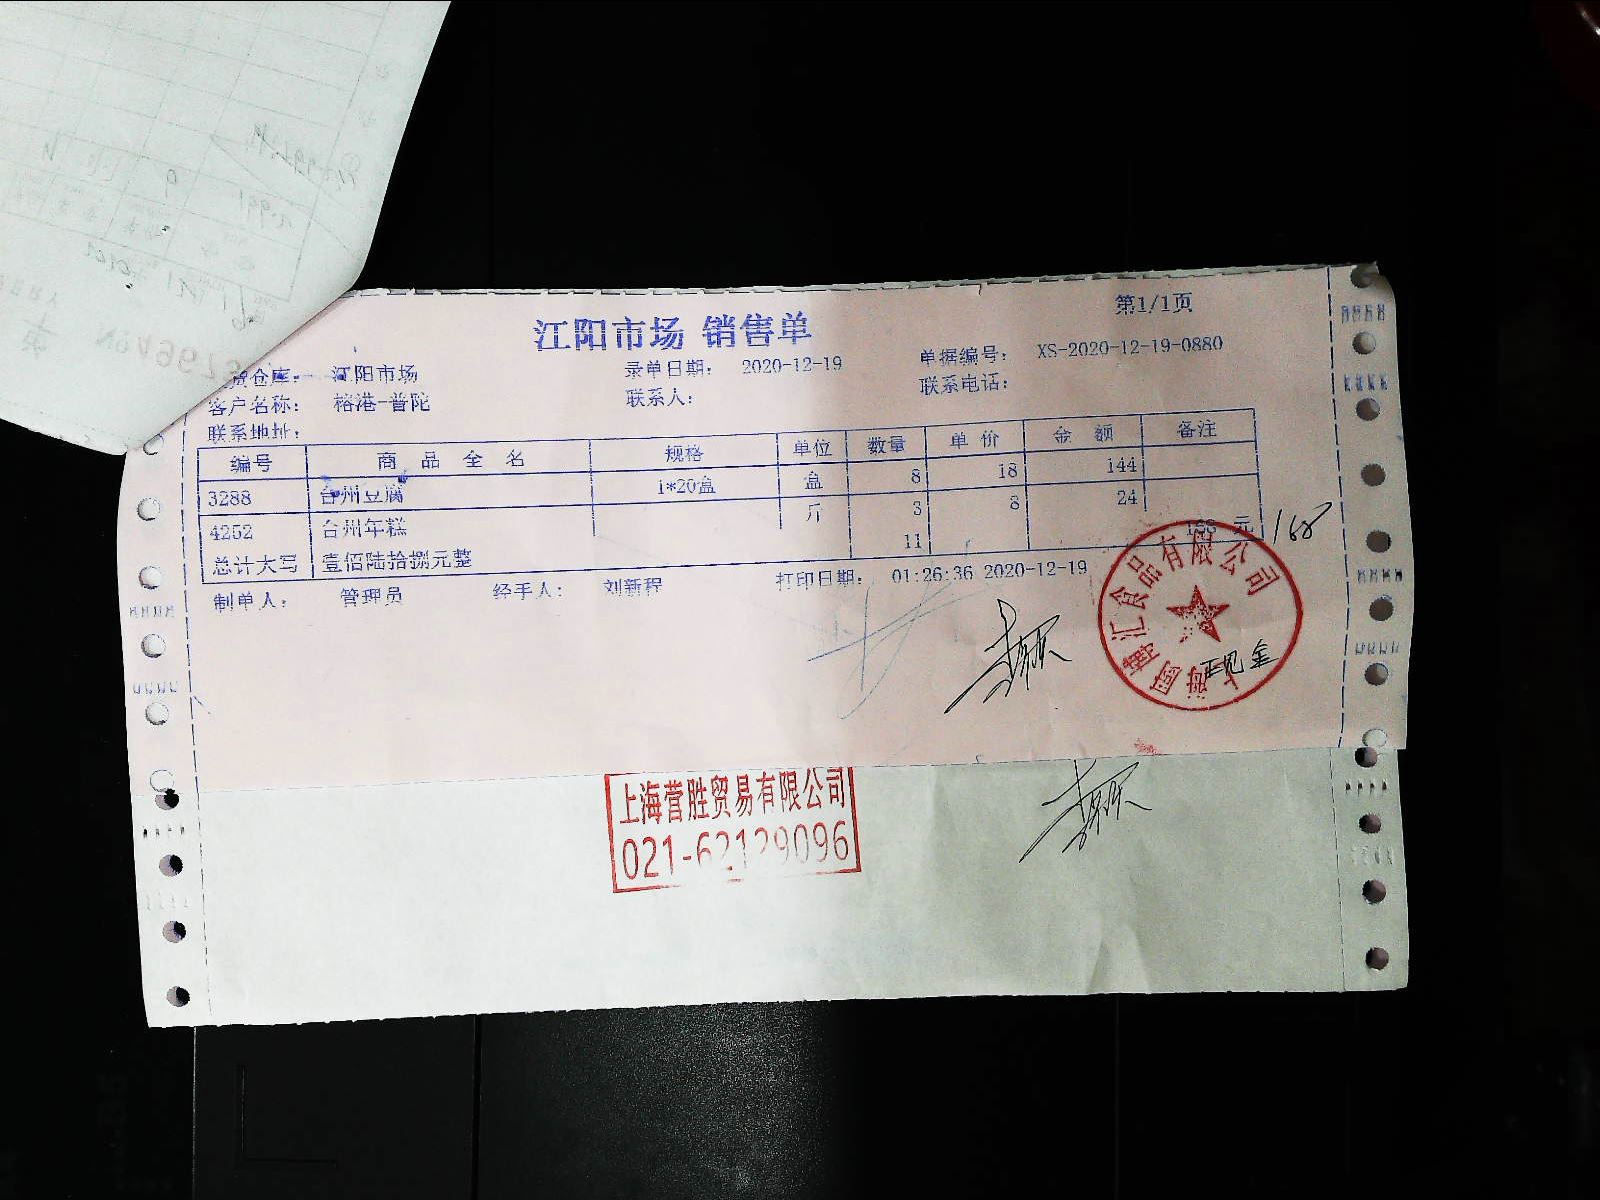 第1/1页
江阳市场 销售单
货仓库： 江阳市场 录单日期： 2020-12-19 单据编号： XS-2020-12-19-0880
客户名称： 榕港-普陀 联系人： 联系电话：
联系地址：
编号 商 品 全 名 规格 单位 数量 单 价 金 额 备注
3288 台州豆腐 1*20盒 盒 8 18 144
4252 台州年糕 斤 3 8 24
总计大写 壹佰陆拾捌元整 11 168 元 168
制单人： 管理员 经手人： 刘新程 打印日期： 01:26:36 2020-12-19
现金
上海营胜贸易有限公司
021-62129096